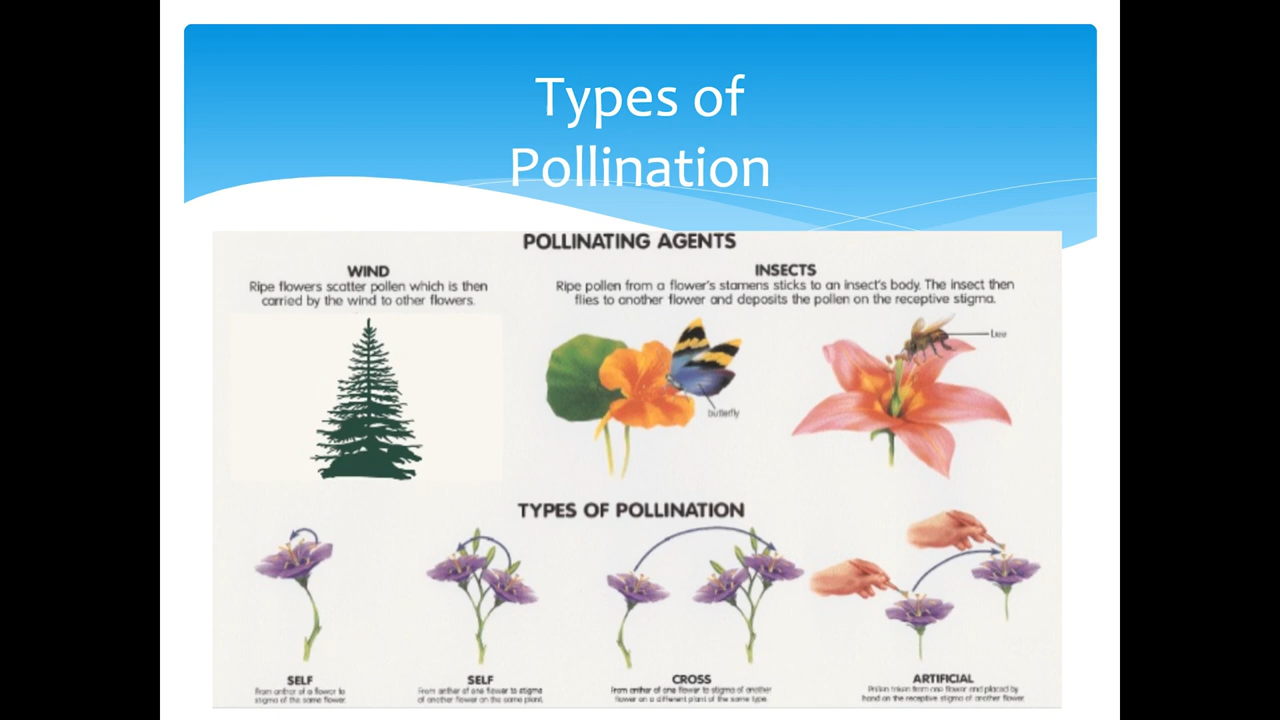 Types of
Pollination
POLLINATING AGENTS
WIND
Ripe flowers scatter pollen which is then
carried by the wind to other flowers.
INSECTS
Ripe pollen from a flower's stamens sticks to an insect's body. The insect then
flies to another flower and deposits the pollen on the receptive stigma.
bee
butterfly
TYPES OF POLLINATION
SELF
From anther of a flower to
stigma of the same flower.
SELF
From anther of one flower to stigma
of another flower on the same plant.
CROSS
From anther of one flower to stigma of another
flower on a different plant of the same type.
ARTIFICIAL
Pollen taken from one flower and placed by
hand on the receptive stigma of another flower.